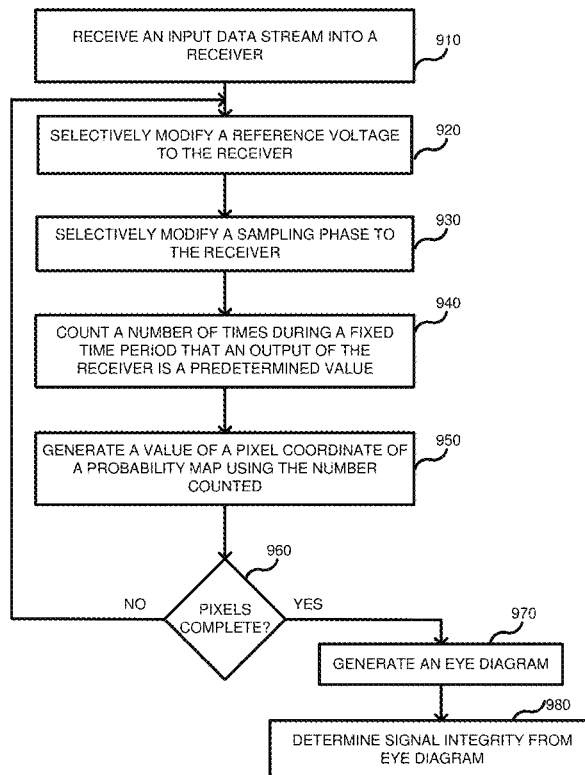 RECEIVE AN INPUT DATA STREAM INTO A
RECEIVER
910
SELECTIVELY MODIFY A REFERENCE VOLTAGE
TO THE RECEIVER
920
SELECTIVELY MODIFY A SAMPLING PHASE TO
THE RECEIVER
930
COUNT A NUMBER OF TIMES DURING A FIXED
TIME PERIOD THAT AN OUTPUT OF THE
RECEIVER IS A PREDETERMINED VALUE
940
GENERATE A VALUE OF A PIXEL COORDINATE OF
A PROBABILITY MAP USING THE NUMBER
COUNTED
950
960
NO
PIXELS
COMPLETE?
YES
970
GENERATE AN EYE DIAGRAM
980
DETERMINE SIGNAL INTEGRITY FROM
EYE DIAGRAM